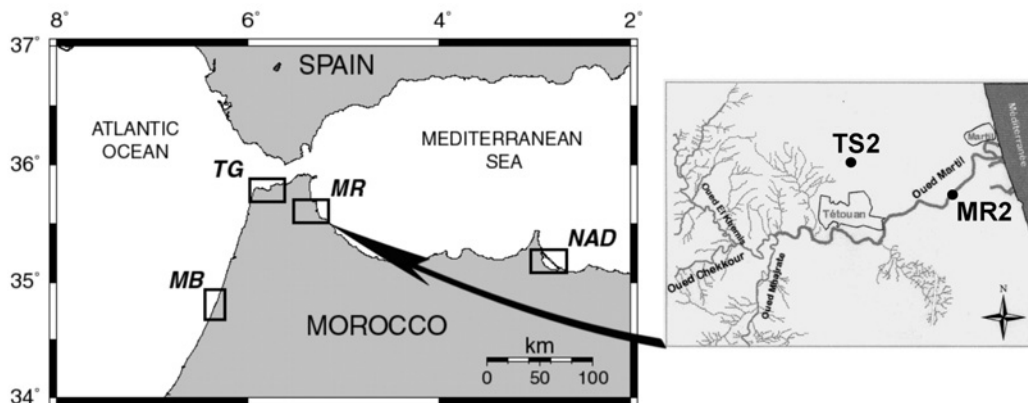 8° 6° 4° 2°
37°
36°
35°
34°
SPAIN
ATLANTIC
OCEAN
MEDITERRANEAN
SEA
TG
MR
NAD
MB
MOROCCO
km
0 50 100
Méditerranée
Martil
TS2
Oued Martil
MR2
Oued El Khemis
Tétouan
Oued Chekkour
Oued Mhajrate
N